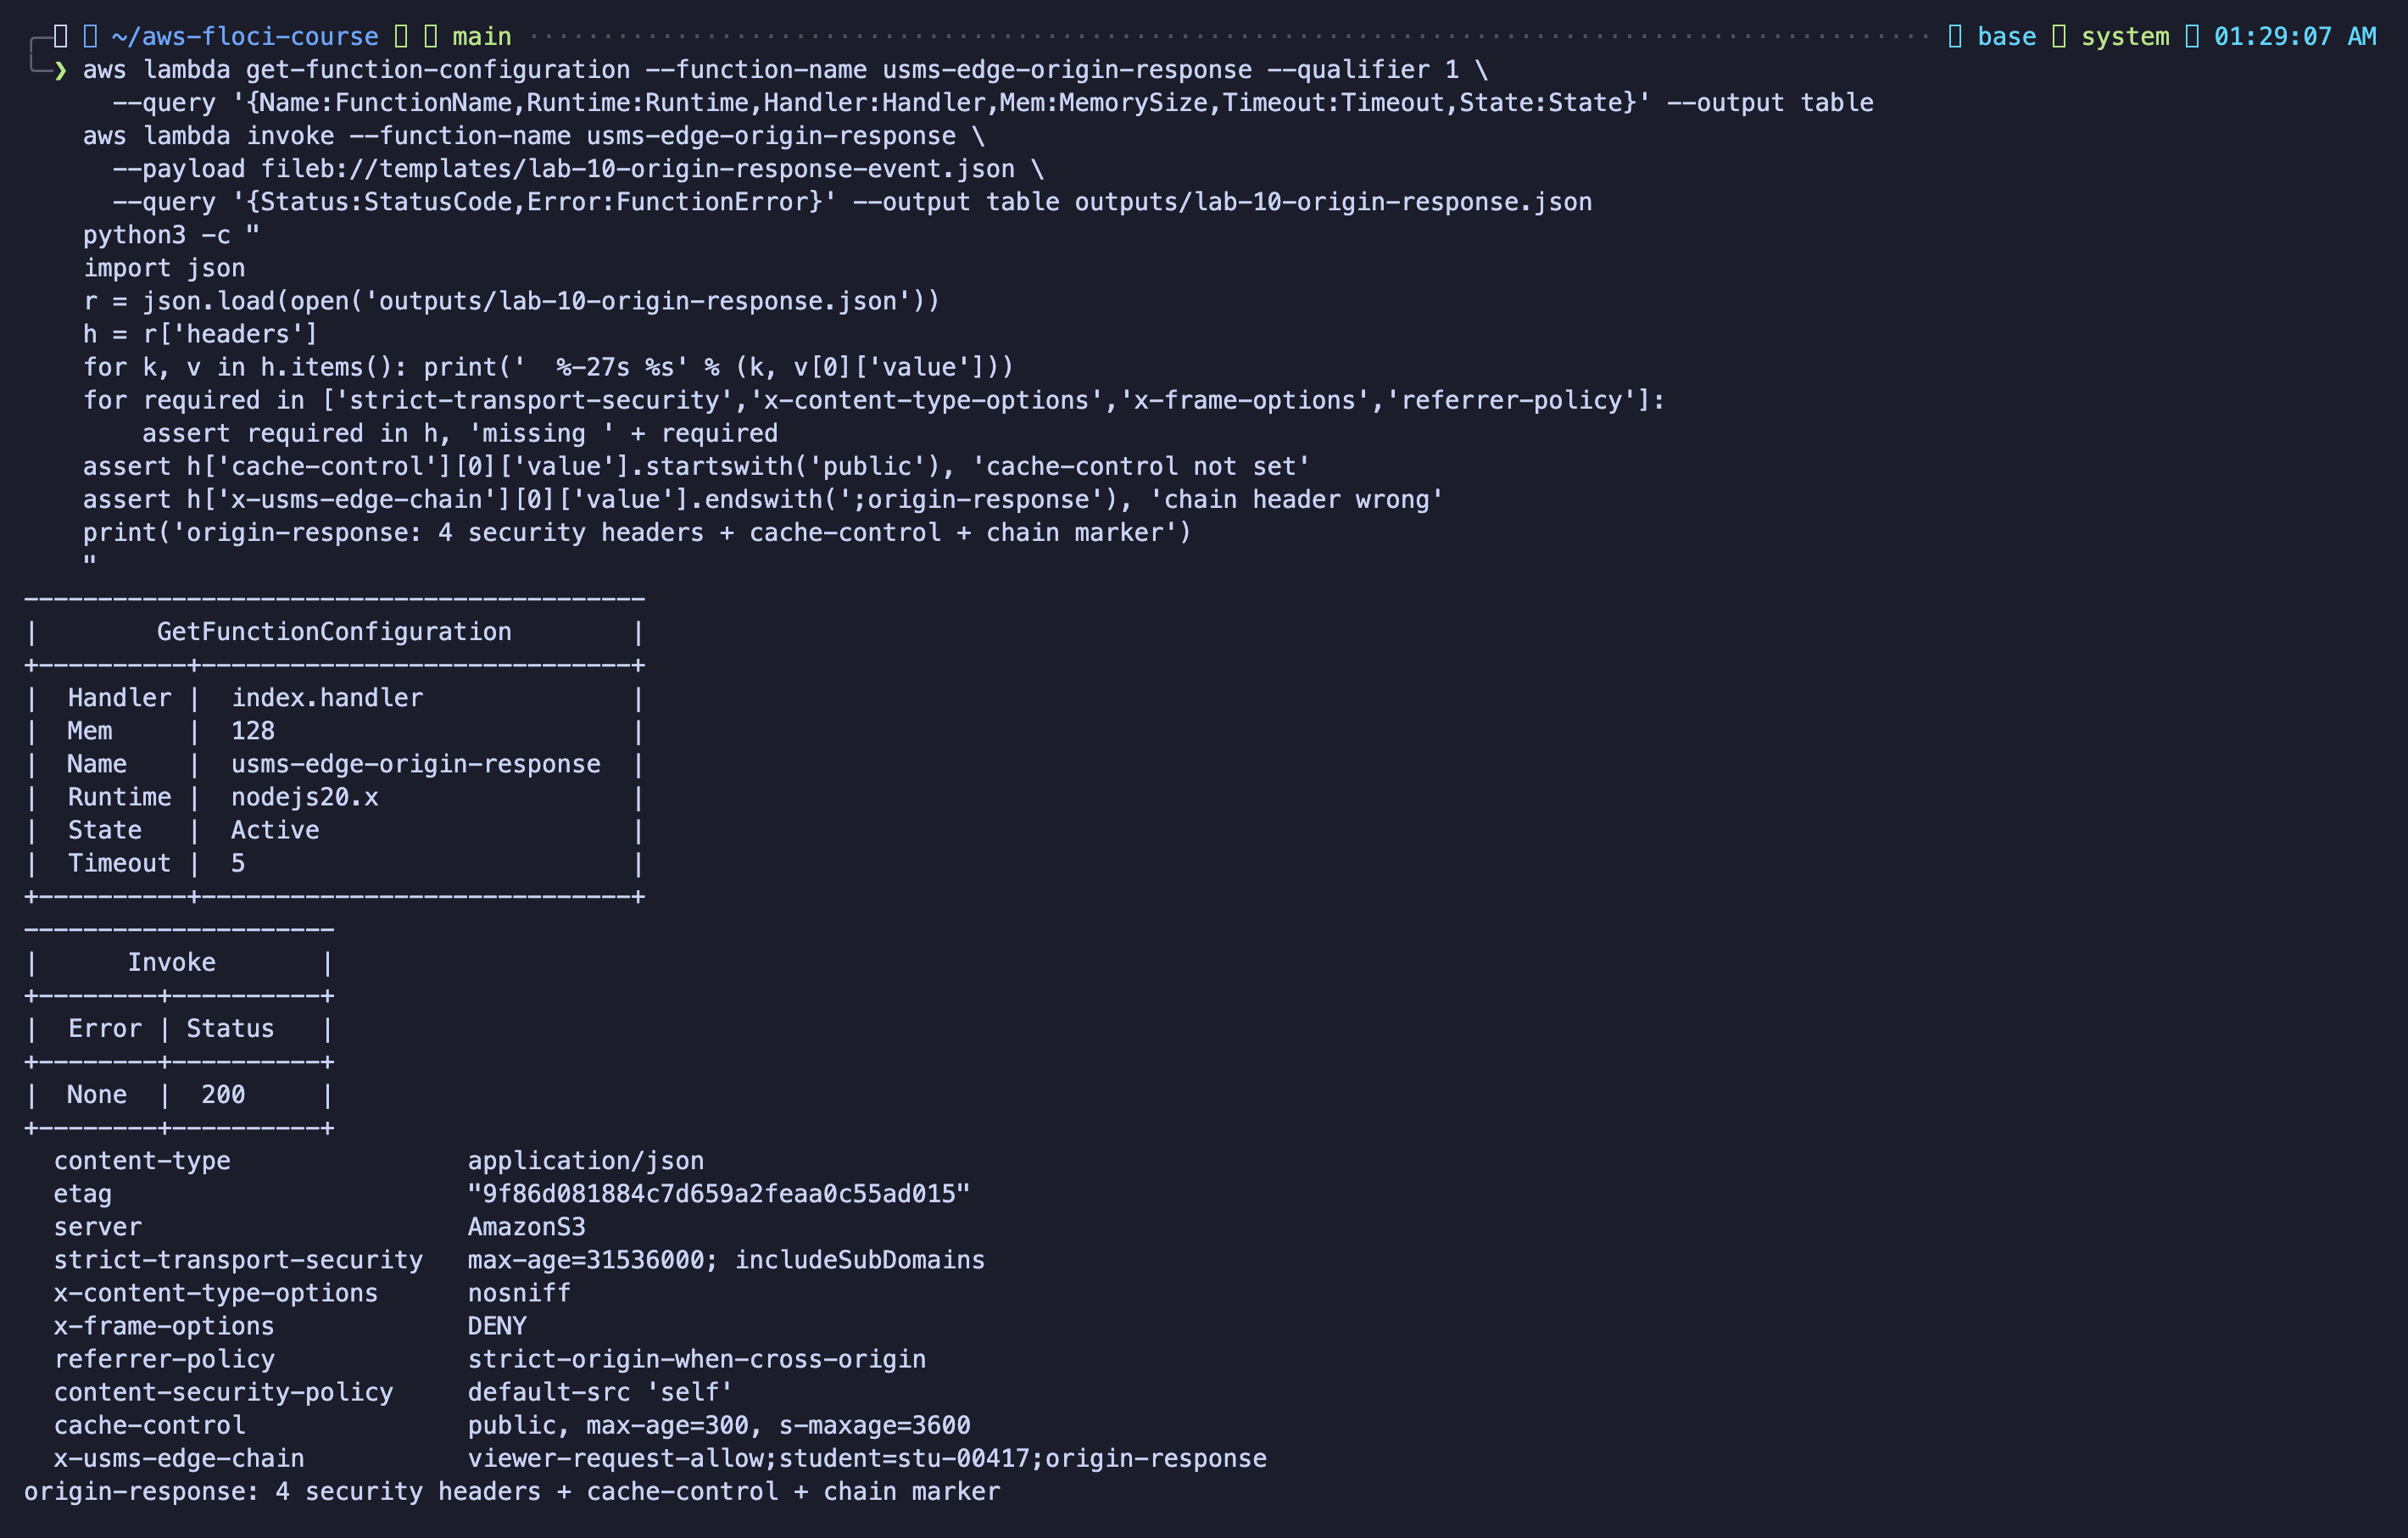 ~/aws-floci-course main base system 01:29:07 AM
❯ aws lambda get-function-configuration --function-name usms-edge-origin-response --qualifier 1 \
--query '{Name:FunctionName,Runtime:Runtime,Handler:Handler,Mem:MemorySize,Timeout:Timeout,State:State}' --output table
aws lambda invoke --function-name usms-edge-origin-response \
--payload fileb://templates/lab-10-origin-response-event.json \
--query '{Status:StatusCode,Error:FunctionError}' --output table outputs/lab-10-origin-response.json
python3 -c "
import json
r = json.load(open('outputs/lab-10-origin-response.json'))
h = r['headers']
for k, v in h.items(): print('  %-27s %s' % (k, v[0]['value']))
for required in ['strict-transport-security','x-content-type-options','x-frame-options','referrer-policy']:
    assert required in h, 'missing ' + required
assert h['cache-control'][0]['value'].startswith('public'), 'cache-control not set'
assert h['x-usms-edge-chain'][0]['value'].endswith(';origin-response'), 'chain header wrong'
print('origin-response: 4 security headers + cache-control + chain marker')
"
------------------------------------------
|        GetFunctionConfiguration        |
+----------+-----------------------------+
|  Handler |  index.handler              |
|  Mem     |  128                        |
|  Name    |  usms-edge-origin-response  |
|  Runtime |  nodejs20.x                 |
|  State   |  Active                     |
|  Timeout |  5                          |
+----------+-----------------------------+
---------------------
|      Invoke       |
+--------+----------+
|  Error | Status   |
+--------+----------+
|  None  |  200     |
+--------+----------+
  content-type                application/json
  etag                        "9f86d081884c7d659a2feaa0c55ad015"
  server                      AmazonS3
  strict-transport-security   max-age=31536000; includeSubDomains
  x-content-type-options      nosniff
  x-frame-options             DENY
  referrer-policy             strict-origin-when-cross-origin
  content-security-policy     default-src 'self'
  cache-control               public, max-age=300, s-maxage=3600
  x-usms-edge-chain           viewer-request-allow;student=stu-00417;origin-response
origin-response: 4 security headers + cache-control + chain marker